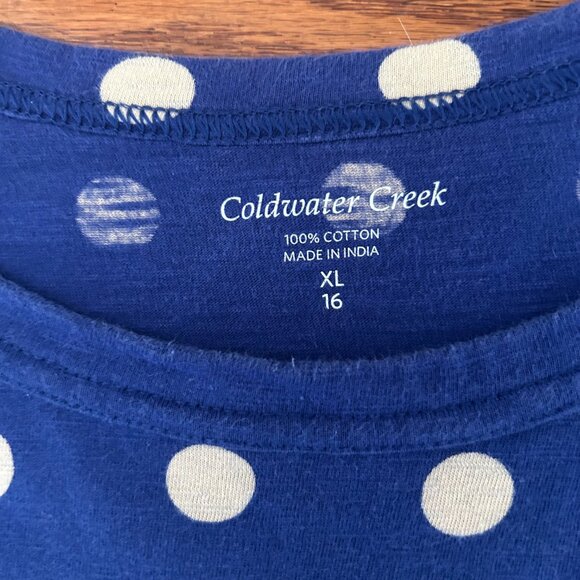 Coldwater Creek
100% COTTON
MADE IN INDIA
XL
16